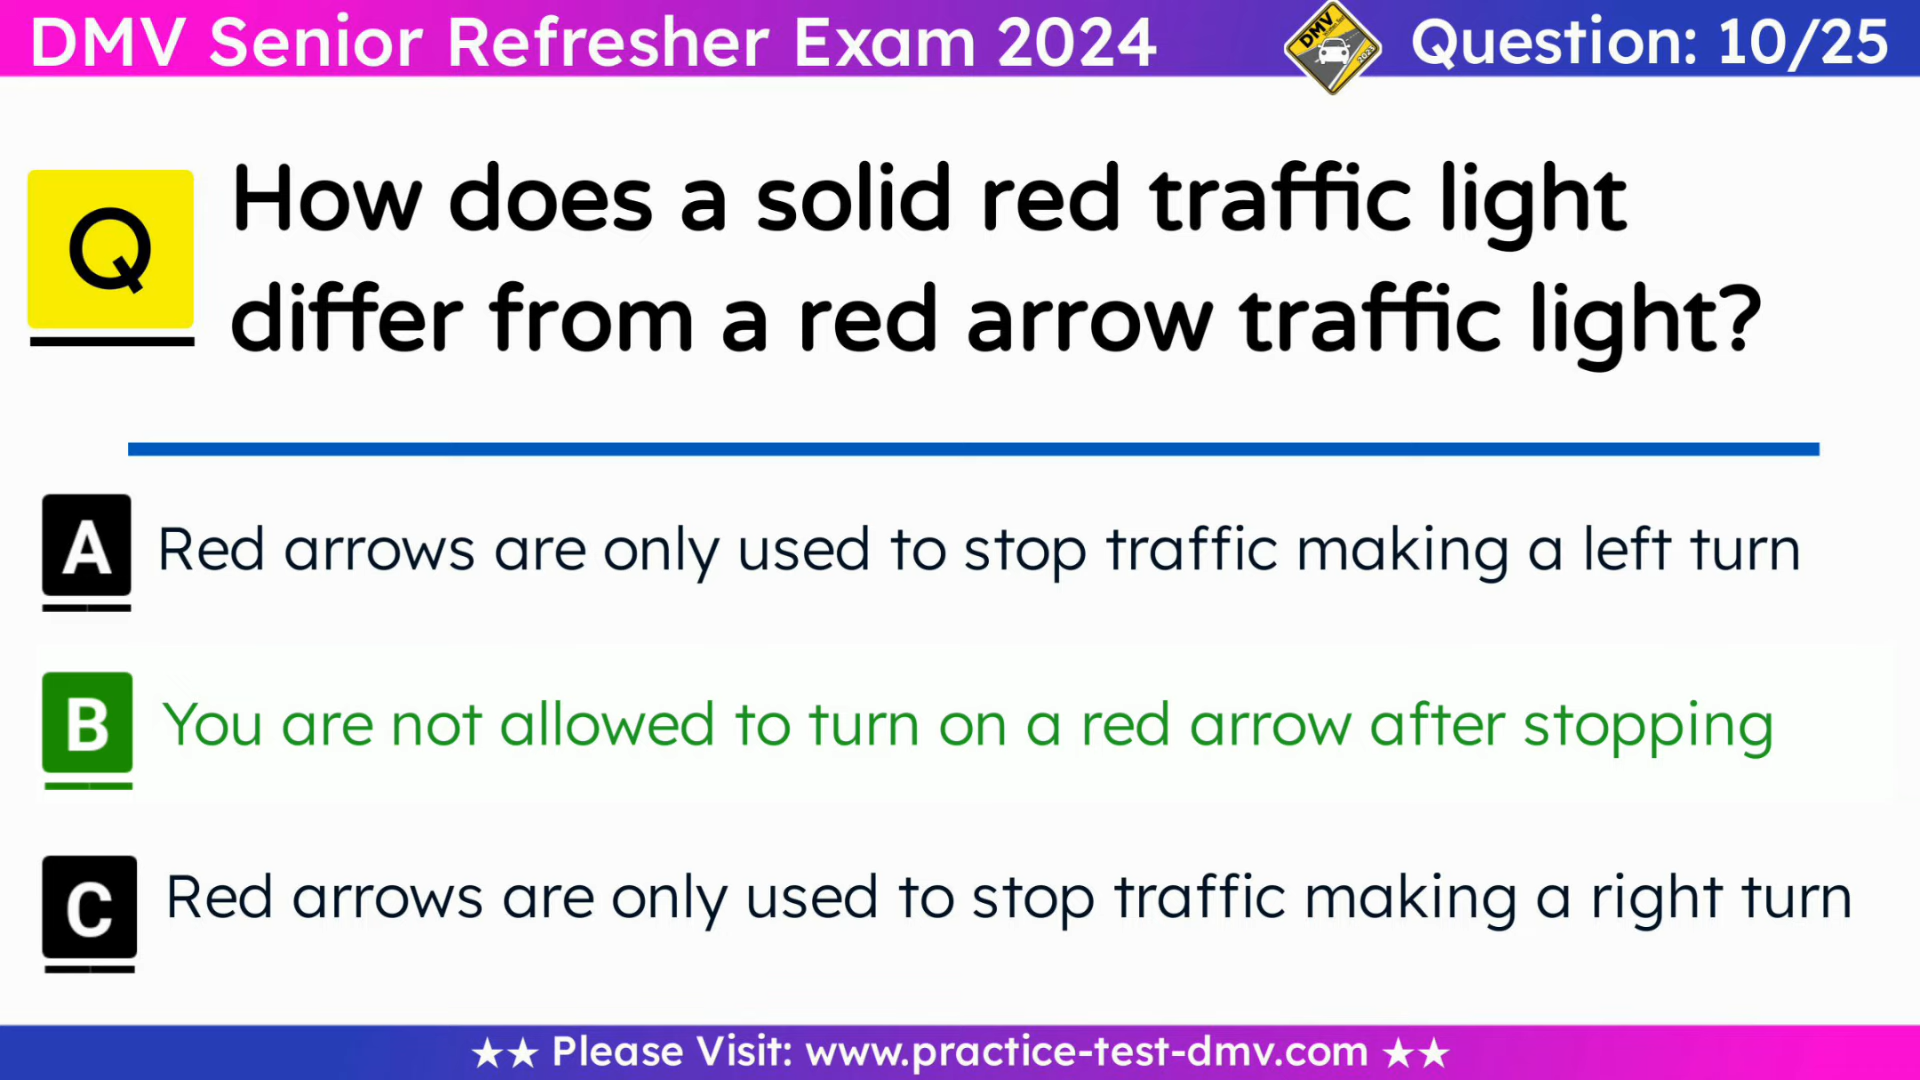 DMV Senior Refresher Exam 2024
DMV
Question: 10/25
Q
How does a solid red traffic light
differ from a red arrow traffic light?
A
Red arrows are only used to stop traffic making a left turn
B
You are not allowed to turn on a red arrow after stopping
C
Red arrows are only used to stop traffic making a right turn
★★ Please Visit: www.practice-test-dmv.com ★★